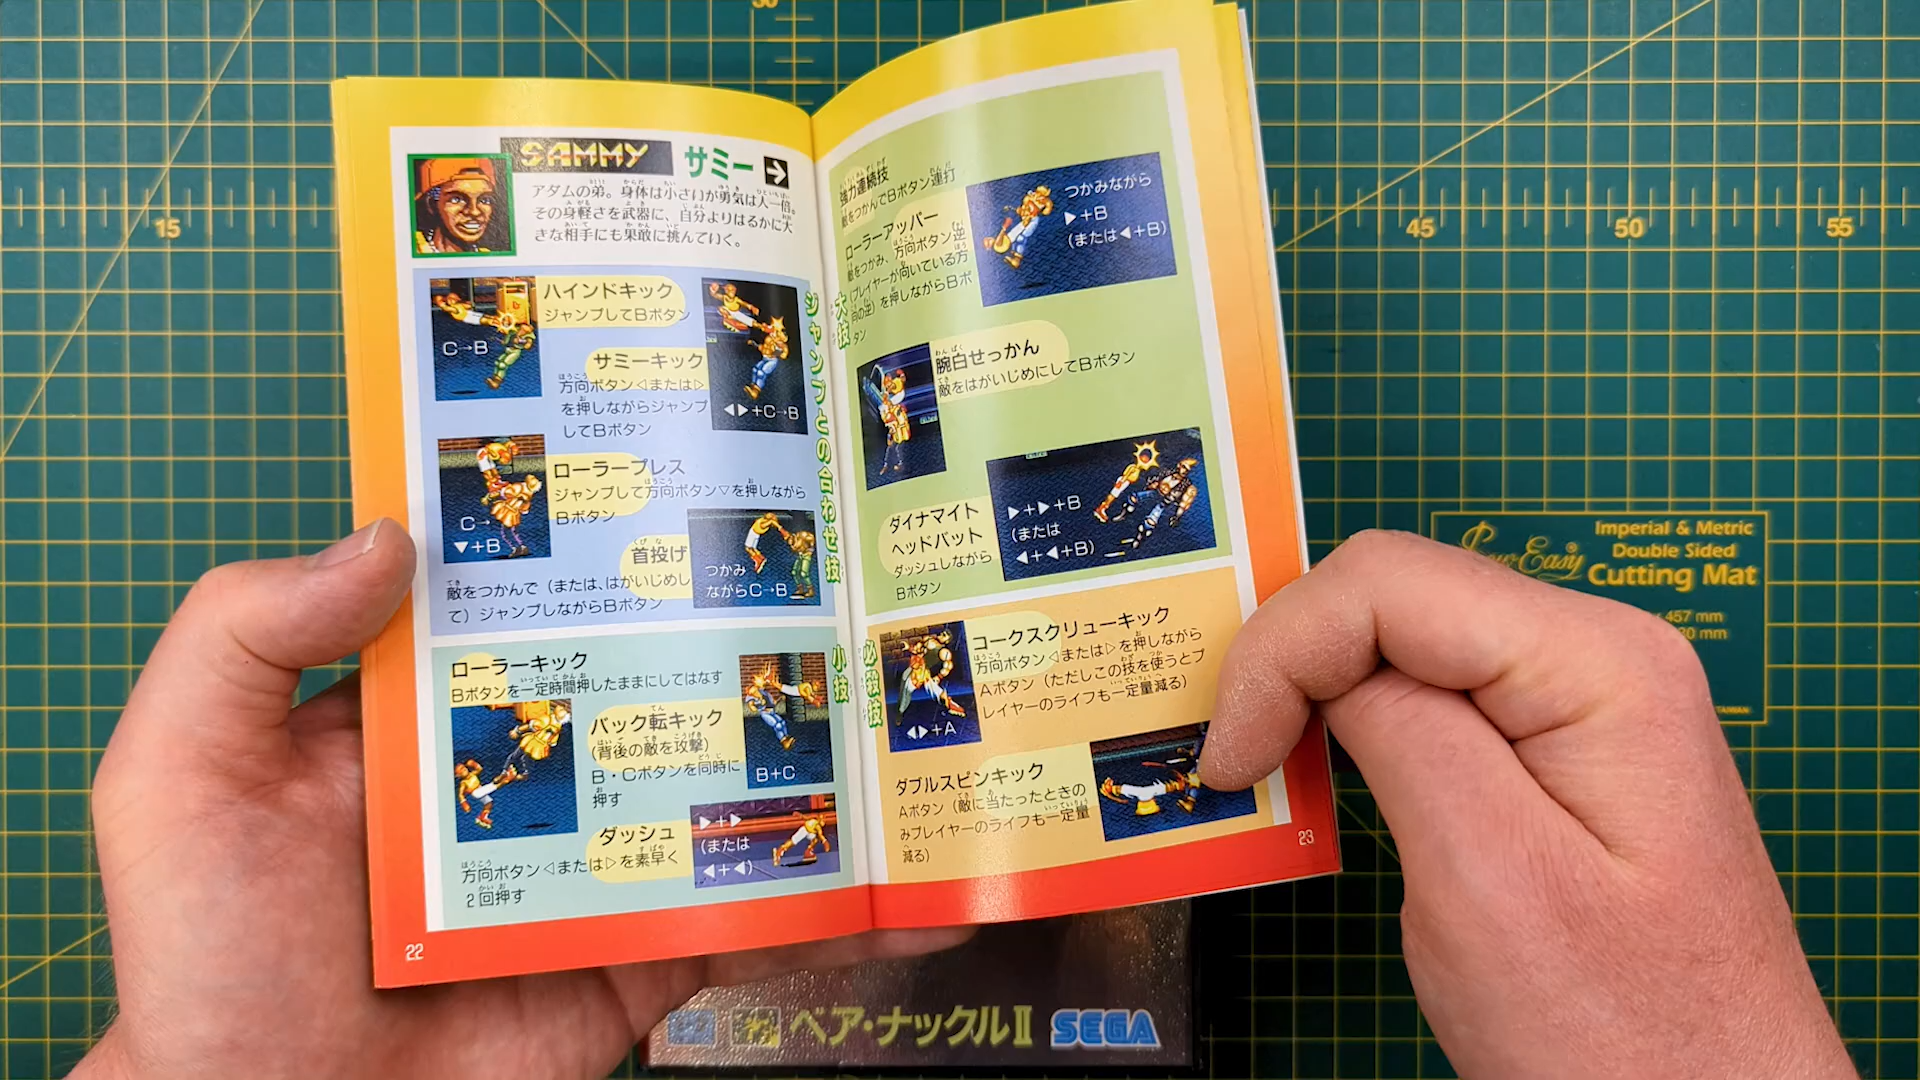 SAMMY サミー
アダムの弟。身体は小さいが勇気は人一倍。
その身軽さを武器に、自分よりはるかに大
きな相手にも果敢に挑んでいく。
C→B
ハインドキック
ジャンプしてBボタン
サミーキック
方向ボタン◁または▷
を押しながらジャンプ
してBボタン
◀▶+C→B
C→
▼+B
ローラープレス
ジャンプして方向ボタン▽を押しながら
Bボタン
首投げ
敵をつかんで(または、はがいじめし
て)ジャンプしながらBボタン
つかみ
ながらC→B
ジャンプとの合わせ技
ローラーキック
Bボタンを一定時間押したままにしてはなす
バック転キック
(背後の敵を攻撃)
B・Cボタンを同時に
押す
B+C
ダッシュ
方向ボタン◁または▷を素早く
2回押す
▶+▶
(または
◀+◀)
小技
22
強力連続技
敵をつかんでBボタン連打
ローラーアッパー
敵をつかみ、方向ボタン逆
(プレイヤーが向いている方
向の逆)を押しながらBボ
タン
つかみながら
▶+B
(または◀+B)
大技
腕白せっかん
敵をはがいじめにしてBボタン
ダイナマイト
ヘッドバット
ダッシュしながら
Bボタン
▶+▶+B
(または
◀+◀+B)
必殺技
コークスクリューキック
方向ボタン◁または▷を押しながら
Aボタン(ただしこの技を使うとプ
レイヤーのライフも一定量減る)
◀▶+A
ダブルスピンキック
Aボタン(敵に当たったときの
みプレイヤーのライフも一定量
減る)
23
15
30
45
50
55
Sew Easy
Imperial & Metric
Double Sided
Cutting Mat
457 mm
20 mm
TAIWAN
ベア・ナックルII SEGA